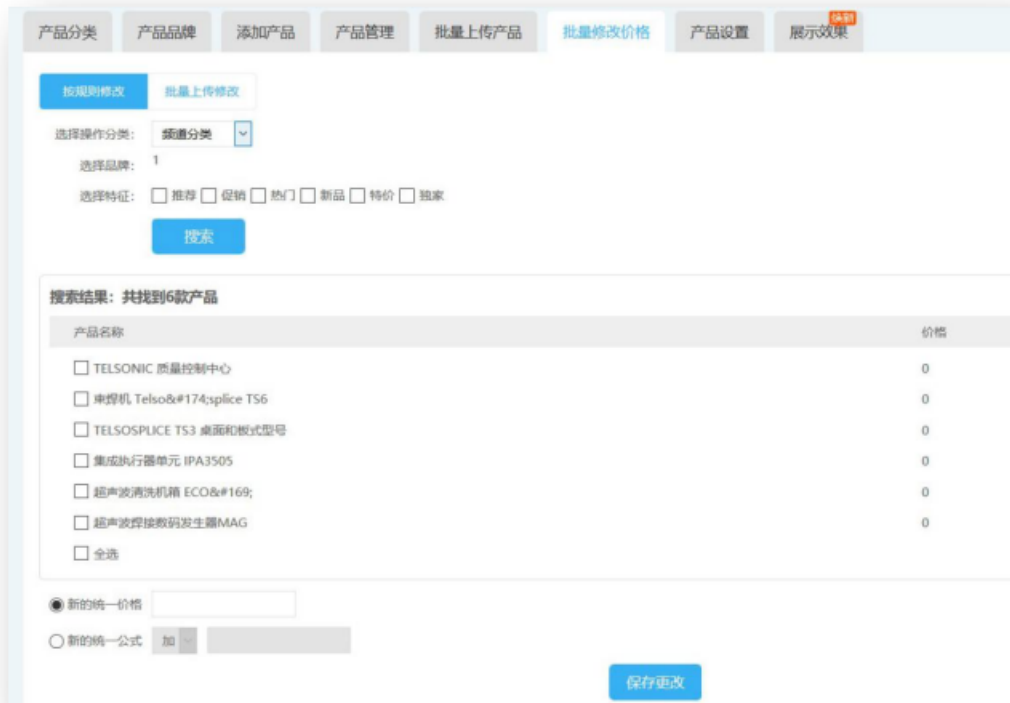 快到
产品分类 产品品牌 添加产品 产品管理 批量上传产品 批量修改价格 产品设置 展示效果
按规则修改 批量上传修改
选择操作分类: 频道分类
选择品牌: 1
选择特征: 推荐 促销 热门 新品 特价 独家
搜索
搜索结果: 共找到6款产品
产品名称 价格
TELSONIC 质量控制中心 0
束焊机 Telso&#174;splice TS6 0
TELSOSPLICE TS3 桌面和板式型号 0
集成执行器单元 IPA3505 0
超声波清洗机箱 ECO&#169; 0
超声波焊接数码发生器MAG 0
全选
新的统一价格
新的统一公式 加
保存更改